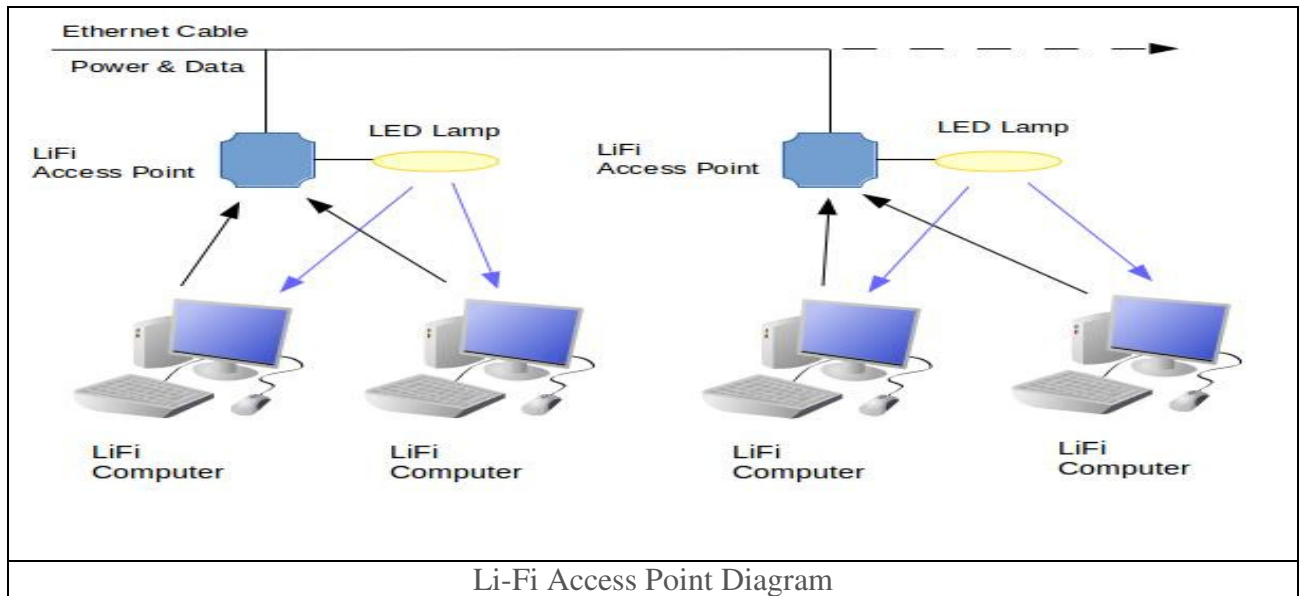 Ethernet Cable
Power & Data
LED Lamp
LED Lamp
LiFi
Access Point
LiFi
Access Point
LiFi
Computer
LiFi
Computer
LiFi
Computer
LiFi
Computer
Li-Fi Access Point Diagram